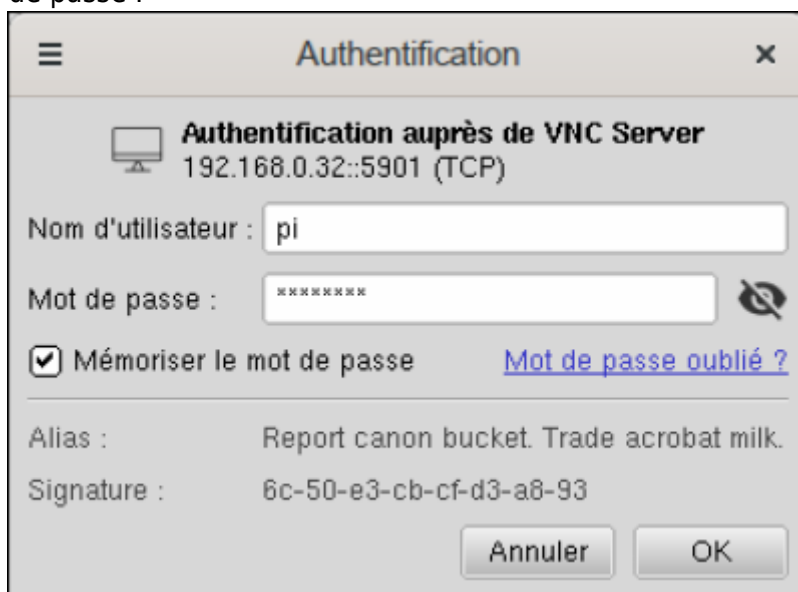 de passe :
Authentification
Authentification auprès de VNC Server
192.168.0.32::5901 (TCP)
Nom d'utilisateur : pi
Mot de passe : ********
Mémoriser le mot de passe Mot de passe oublié ?
Alias : Report canon bucket. Trade acrobat milk.
Signature : 6c-50-e3-cb-cf-d3-a8-93
Annuler OK